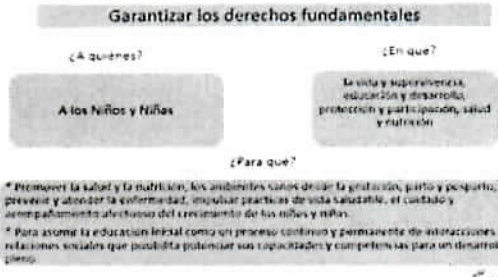 Garantizar los derechos fundamentales
¿A quiénes?
¿En que?
A los Niños y Niñas
la vida y supervivencia,
educación y desarrollo,
protección y participación, salud
y nutrición
¿Para que?
* Promover la salud y la nutrición, los ambientes sanos desde la gestación, parto y posparto,
prevenir y atender la enfermedad, impulsar prácticas de vida saludable, el cuidado y
acompañamiento afectuoso del crecimiento de los niños y niñas.
* Para asumir la educación inicial como un proceso continuo y permanente de interacciones
relaciones sociales que posibilita potenciar sus capacidades y competencias para un desarrol
pleno.